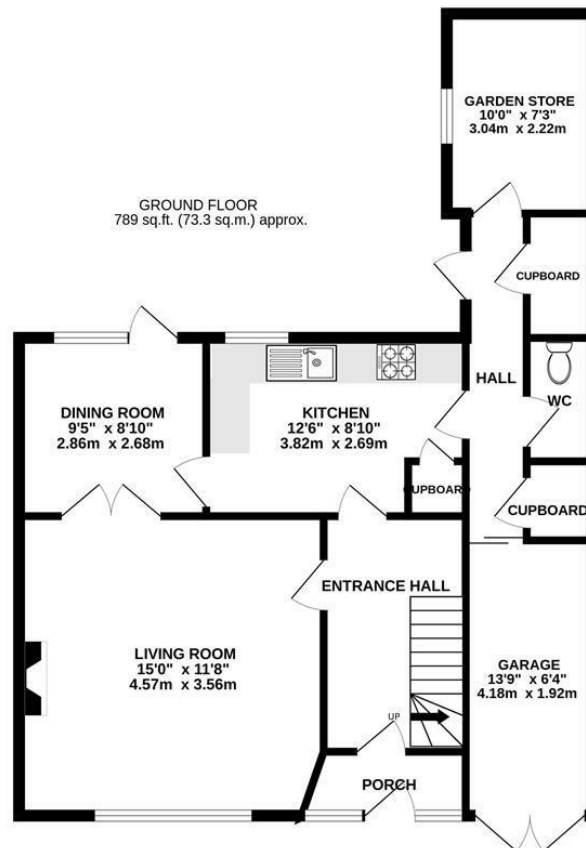 GARDEN STORE
10'0" x 7'3"
3.04m x 2.22m
GROUND FLOOR
789 sq.ft. (73.3 sq.m.) approx.
CUPBOARD
HALL
WC
DINING ROOM
9'5" x 8'10"
2.86m x 2.68m
KITCHEN
12'6" x 8'10"
3.82m x 2.69m
CUPBOARD
CUPBOARD
ENTRANCE HALL
LIVING ROOM
15'0" x 11'8"
4.57m x 3.56m
GARAGE
13'9" x 6'4"
4.18m x 1.92m
UP
PORCH